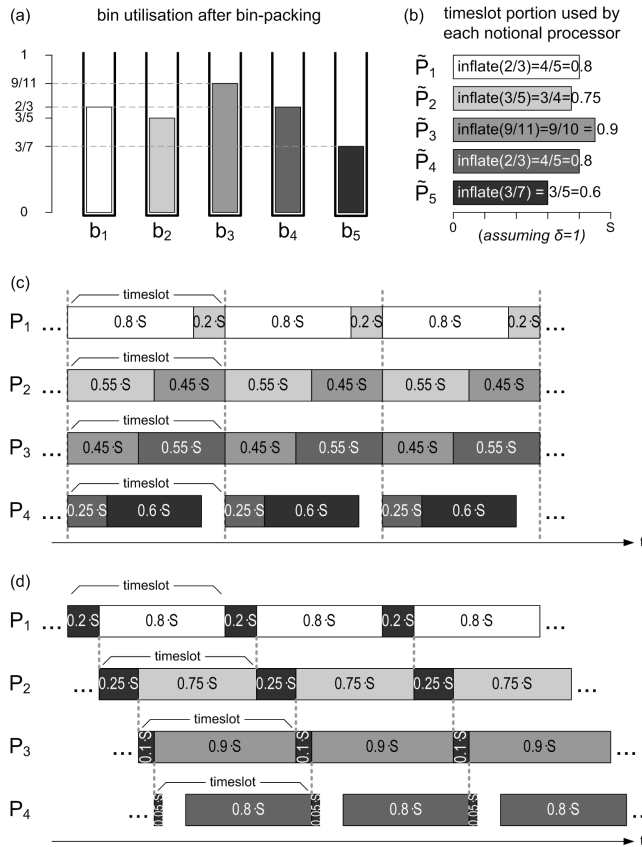 (a) bin utilisation after bin-packing
1
9/11
2/3
3/5
3/7
0
b1 b2 b3 b4 b5
(b) timeslot portion used by
each notional processor
P̃1 inflate(2/3)=4/5=0.8
P̃2 inflate(3/5)=3/4=0.75
P̃3 inflate(9/11)=9/10 = 0.9
P̃4 inflate(2/3)=4/5=0.8
P̃5 inflate(3/7) = 3/5=0.6
0 S
(assuming δ=1)
(c)
timeslot
P1 ... 0.8·S 0.2·S 0.8·S 0.2·S 0.8·S 0.2·S ...
timeslot
P2 ... 0.55·S 0.45·S 0.55·S 0.45·S 0.55·S 0.45·S ...
timeslot
P3 ... 0.45·S 0.55·S 0.45·S 0.55·S 0.45·S 0.55·S ...
timeslot
P4 ... 0.25·S 0.6·S 0.25·S 0.6·S 0.25·S 0.6·S ...
t
(d)
timeslot
P1 ... 0.2·S 0.8·S 0.2·S 0.8·S 0.2·S 0.8·S ...
timeslot
P2 ... 0.25·S 0.75·S 0.25·S 0.75·S 0.25·S 0.75·S ...
timeslot
P3 ... 0.1·S 0.9·S 0.1·S 0.9·S 0.1·S 0.9·S ...
timeslot
P4 ... 0.05·S 0.8·S 0.05·S 0.8·S 0.05·S 0.8·S ...
t